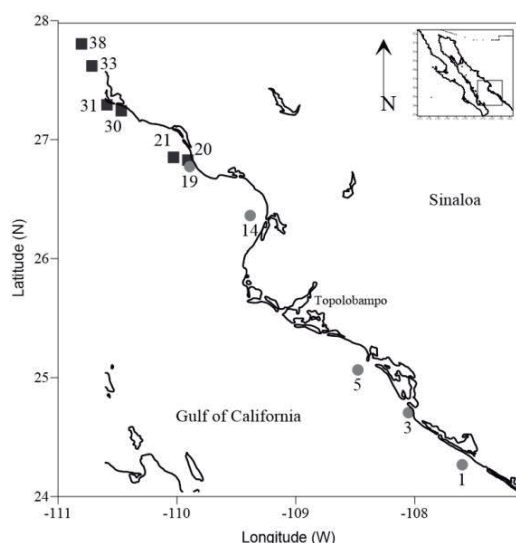 28
38
33
N
31
30
27
21
20
19
Sinaloa
14
26
Latitude (N)
Topolobampo
25
5
3
Gulf of California
1
24
-111 -110 -109 -108
Longitude (W)